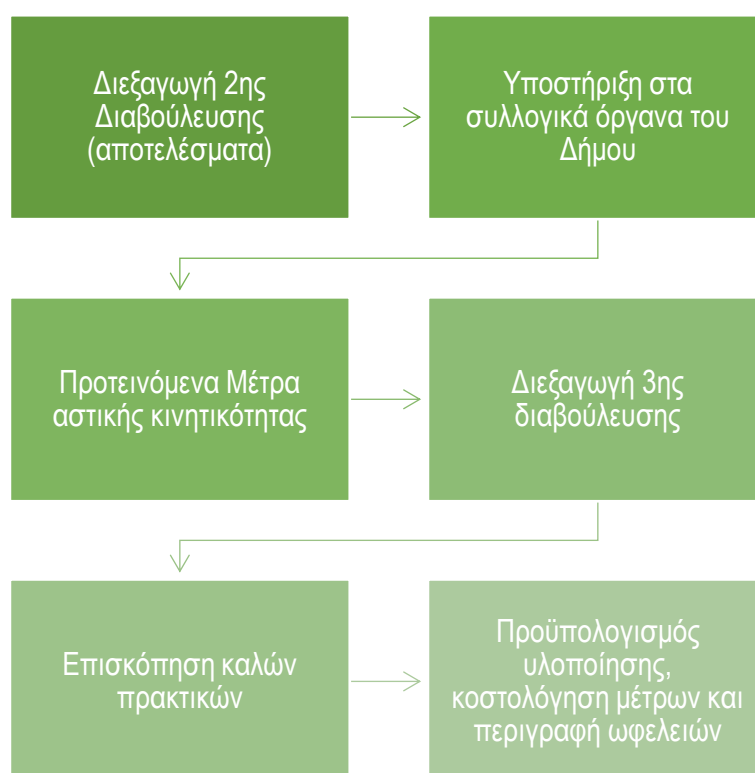 Διεξαγωγή 2ης
Διαβούλευσης
(αποτελέσματα)
Υποστήριξη στα
συλλογικά όργανα του
Δήμου
Προτεινόμενα Μέτρα
αστικής κινητικότητας
Διεξαγωγή 3ης
διαβούλευσης
Επισκόπηση καλών
πρακτικών
Προϋπολογισμός
υλοποίησης,
κοστολόγηση μέτρων και
περιγραφή ωφελειών